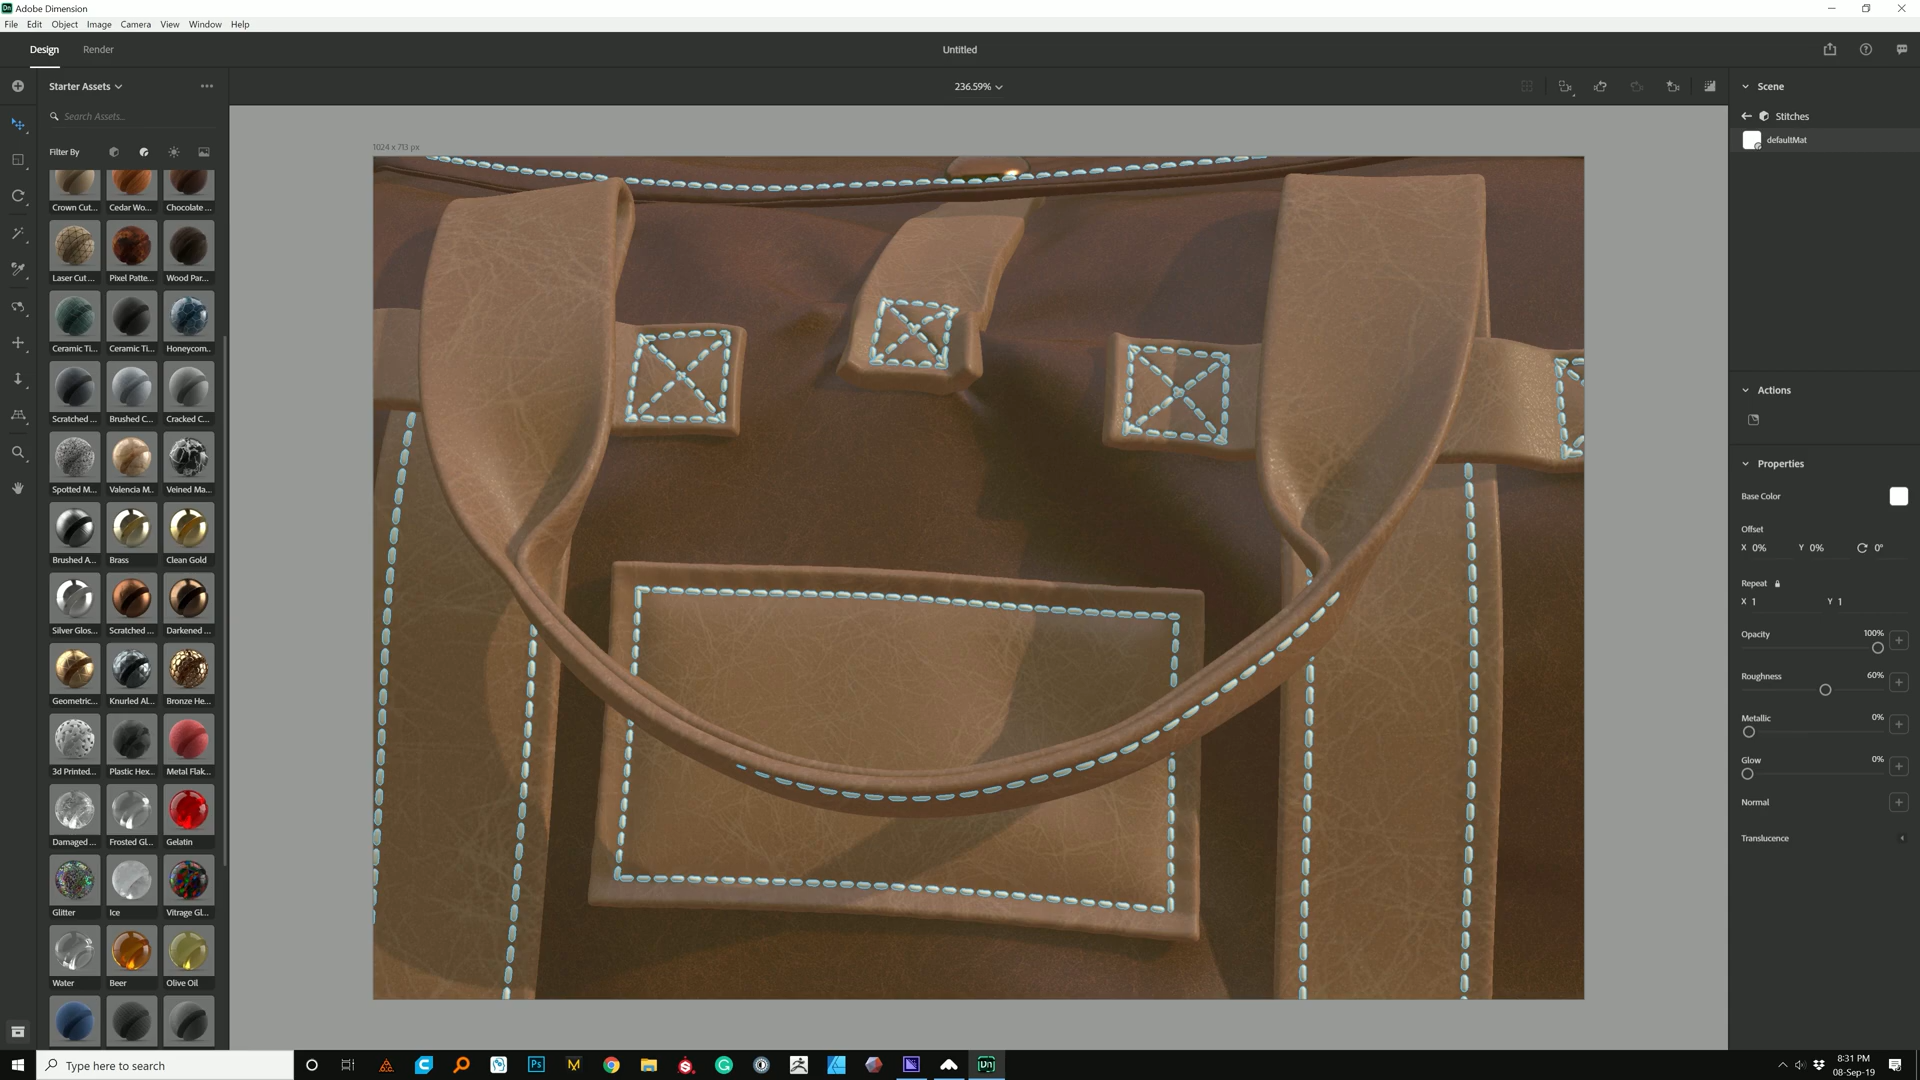 Adobe Dimension
File Edit Object Image Camera View Window Help
Design Render
Untitled
Starter Assets
236.59%
Search Assets...
Filter By
1024 x 713 px
Crown Cut... Cedar Wo... Chocolate ...
Laser Cut ... Pixel Patte... Wood Par...
Ceramic Ti... Ceramic Ti... Honeycom...
Scratched ... Brushed C... Cracked C...
Spotted M... Valencia M... Veined Ma...
Brushed A... Brass Clean Gold
Silver Glos... Scratched ... Darkened ...
Geometric... Knurled Al... Bronze He...
3d Printed... Plastic Hex... Metal Flak...
Damaged ... Frosted Gl... Gelatin
Glitter Ice Vitrage Gl...
Water Beer Olive Oil
Scene
Stitches
defaultMat
Actions
Properties
Base Color
Offset
X 0% Y 0% 0°
Repeat
X 1 Y 1
Opacity 100%
Roughness 60%
Metallic 0%
Glow 0%
Normal
Translucence
Type here to search
Ps
Dn
8:31 PM
08-Sep-19